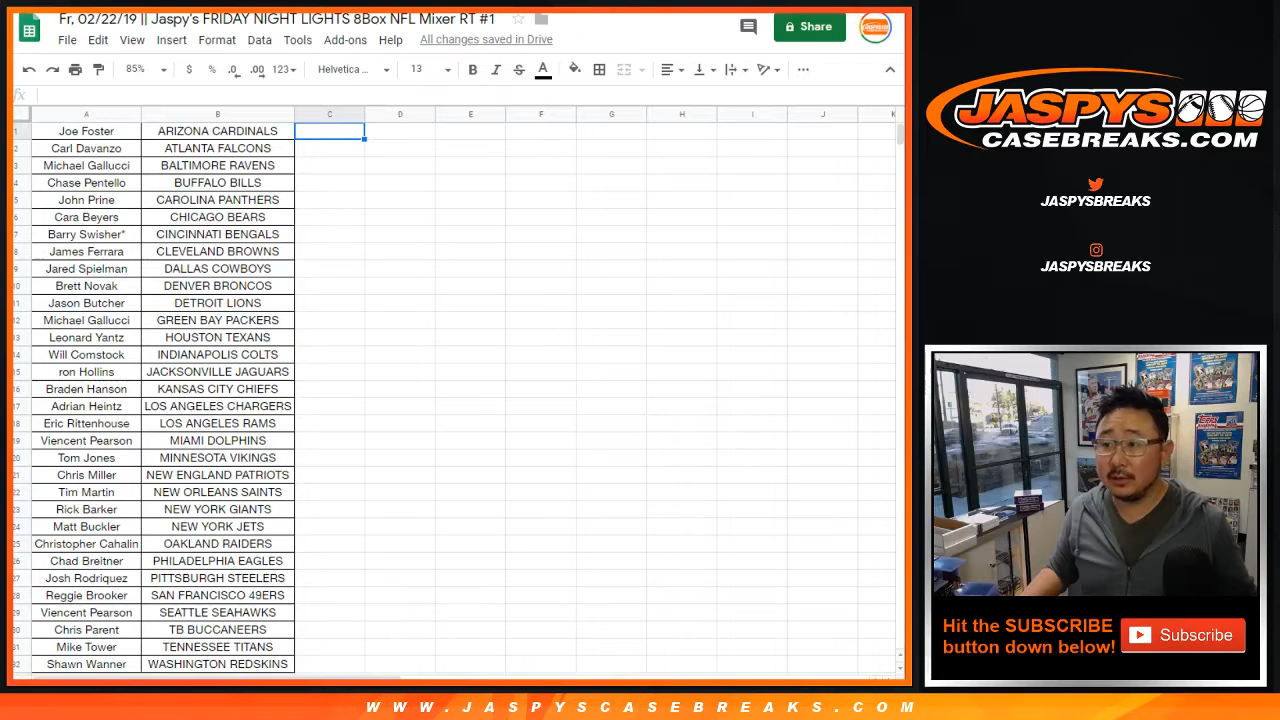 Fr, 02/22/19 || Jaspy's FRIDAY NIGHT LIGHTS 8Box NFL Mixer RT #1
Share
File Edit View Insert Format Data Tools Add-ons Help All changes saved in Drive
85% $ % .0 .00 123 Helvetica ... 13 B I S A
fx
A B C D E F G H I J K
1 Joe Foster ARIZONA CARDINALS
2 Carl Davanzo ATLANTA FALCONS
3 Michael Gallucci BALTIMORE RAVENS
4 Chase Pentello BUFFALO BILLS
5 John Prine CAROLINA PANTHERS
6 Cara Beyers CHICAGO BEARS
7 Barry Swisher* CINCINNATI BENGALS
8 James Ferrara CLEVELAND BROWNS
9 Jared Spielman DALLAS COWBOYS
10 Brett Novak DENVER BRONCOS
11 Jason Butcher DETROIT LIONS
12 Michael Gallucci GREEN BAY PACKERS
13 Leonard Yantz HOUSTON TEXANS
14 Will Comstock INDIANAPOLIS COLTS
15 ron Hollins JACKSONVILLE JAGUARS
16 Braden Hanson KANSAS CITY CHIEFS
17 Adrian Heintz LOS ANGELES CHARGERS
18 Eric Rittenhouse LOS ANGELES RAMS
19 Viencent Pearson MIAMI DOLPHINS
20 Tom Jones MINNESOTA VIKINGS
21 Chris Miller NEW ENGLAND PATRIOTS
22 Tim Martin NEW ORLEANS SAINTS
23 Rick Barker NEW YORK GIANTS
24 Matt Buckler NEW YORK JETS
25 Christopher Cahalin OAKLAND RAIDERS
26 Chad Breitner PHILADELPHIA EAGLES
27 Josh Rodriquez PITTSBURGH STEELERS
28 Reggie Brooker SAN FRANCISCO 49ERS
29 Viencent Pearson SEATTLE SEAHAWKS
30 Chris Parent TB BUCCANEERS
31 Mike Tower TENNESSEE TITANS
32 Shawn Wanner WASHINGTON REDSKINS
JASPYS
CASEBREAKS.COM
JASPYSBREAKS
JASPYSBREAKS
Hit the SUBSCRIBE
button down below!
Subscribe
WWW.JASPYSCASEBREAKS.COM